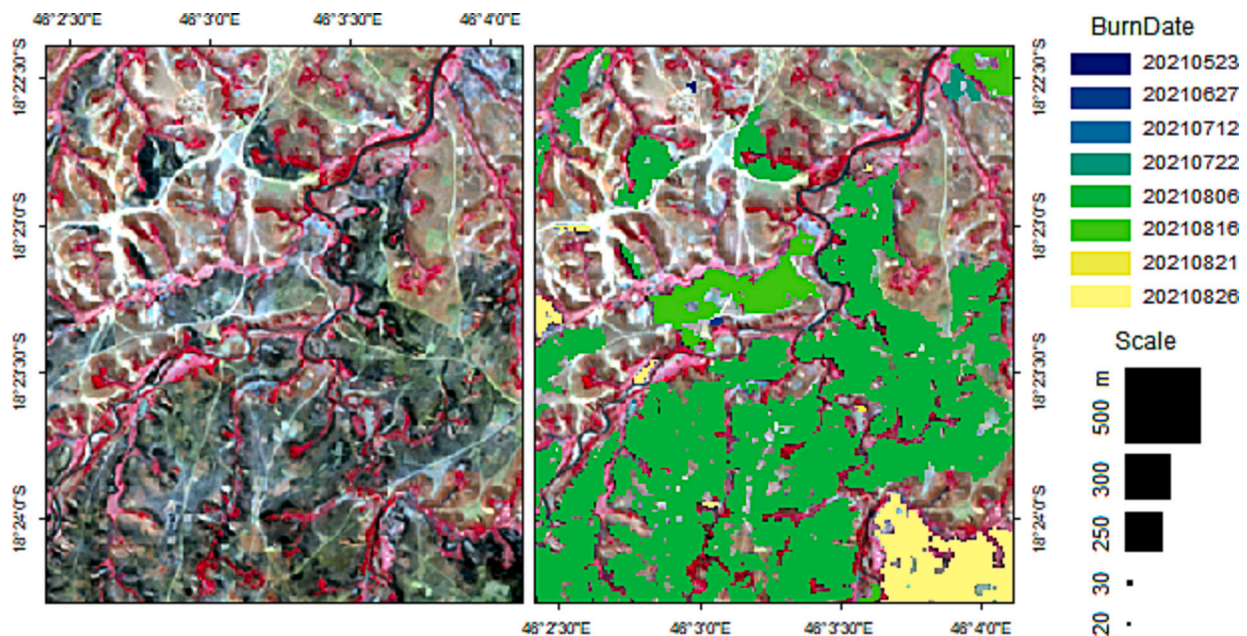 46°2'30"E 46°3'0"E 46°3'30"E 46°4'0"E
18°22'30"S
18°23'0"S
18°23'30"S
18°24'0"S
18°22'30"S
18°23'0"S
18°23'30"S
18°24'0"S
46°2'30"E 46°3'0"E 46°3'30"E 46°4'0"E
BurnDate
20210523
20210627
20210712
20210722
20210806
20210816
20210821
20210826
Scale
m
500
300
250
30
20